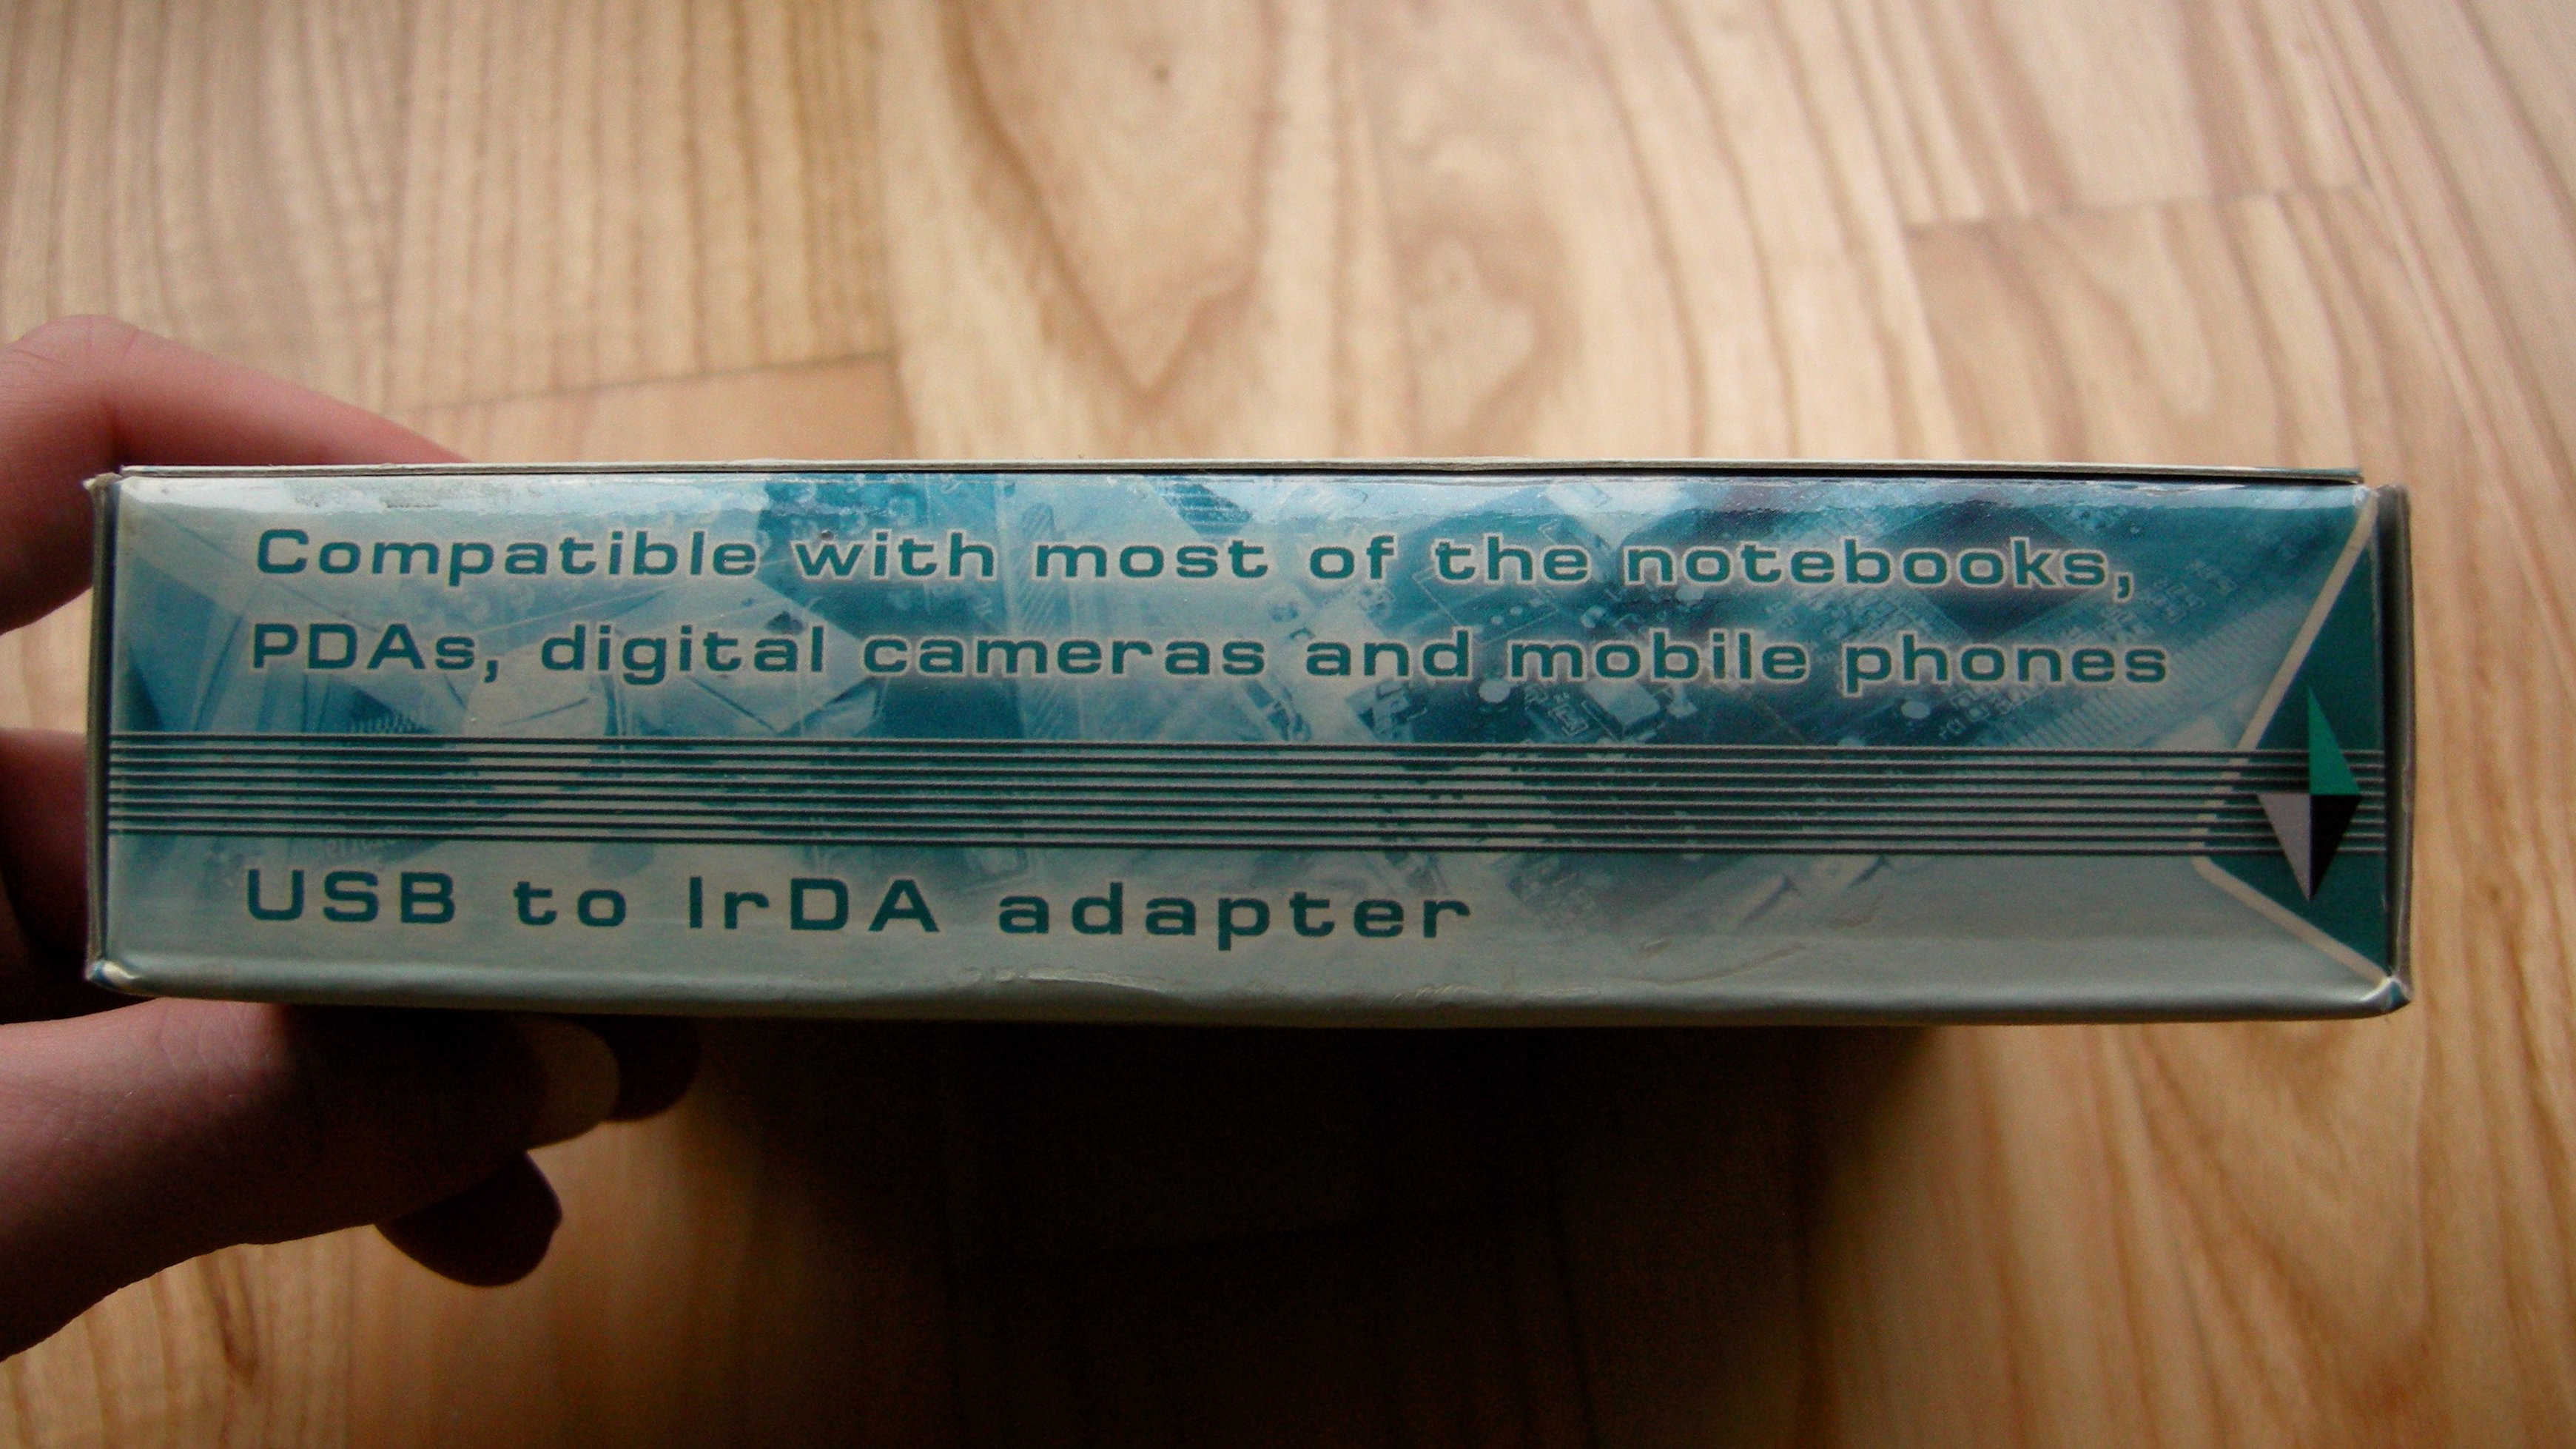 Compatible with most of the notebooks,
PDAs, digital cameras and mobile phones
USB to IrDA adapter